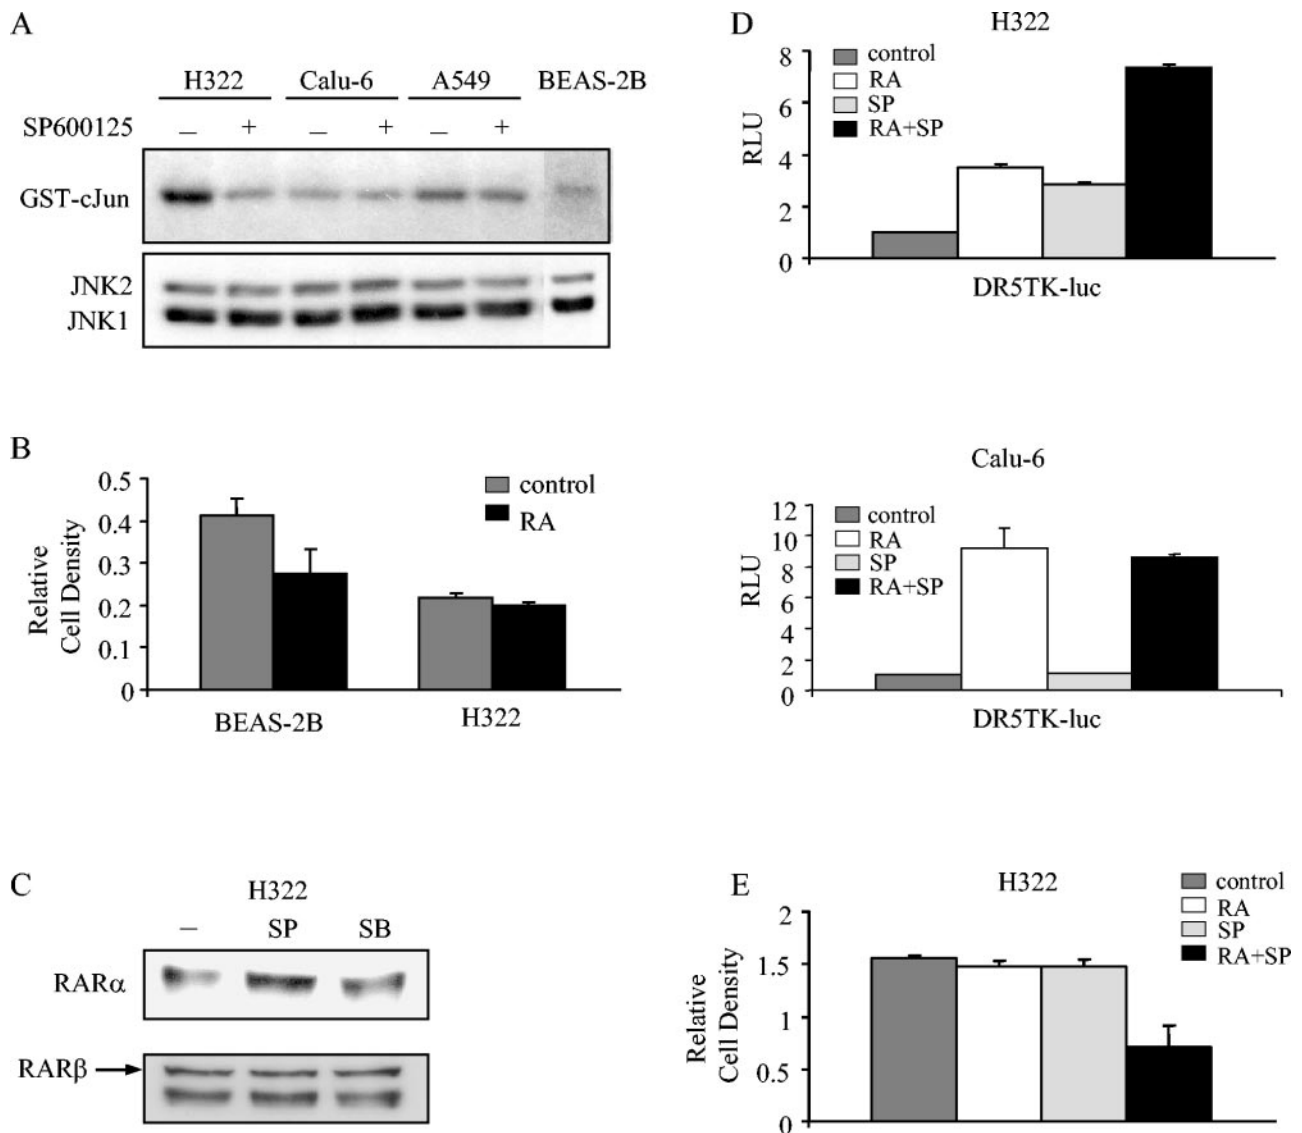 A
H322 Calu-6 A549 BEAS-2B
SP600125 – + – + – +
GST-cJun
JNK2
JNK1
B
0.5
0.4
0.3
0.2
0.1
0
Relative
Cell Density
control
RA
BEAS-2B H322
C
H322
– SP SB
RARα
RARβ
D
H322
8
6
4
2
0
RLU
control
RA
SP
RA+SP
DR5TK-luc
Calu-6
12
10
8
6
4
2
0
RLU
control
RA
SP
RA+SP
DR5TK-luc
E
H322
2
1.5
1
0.5
0
Relative
Cell Density
control
RA
SP
RA+SP